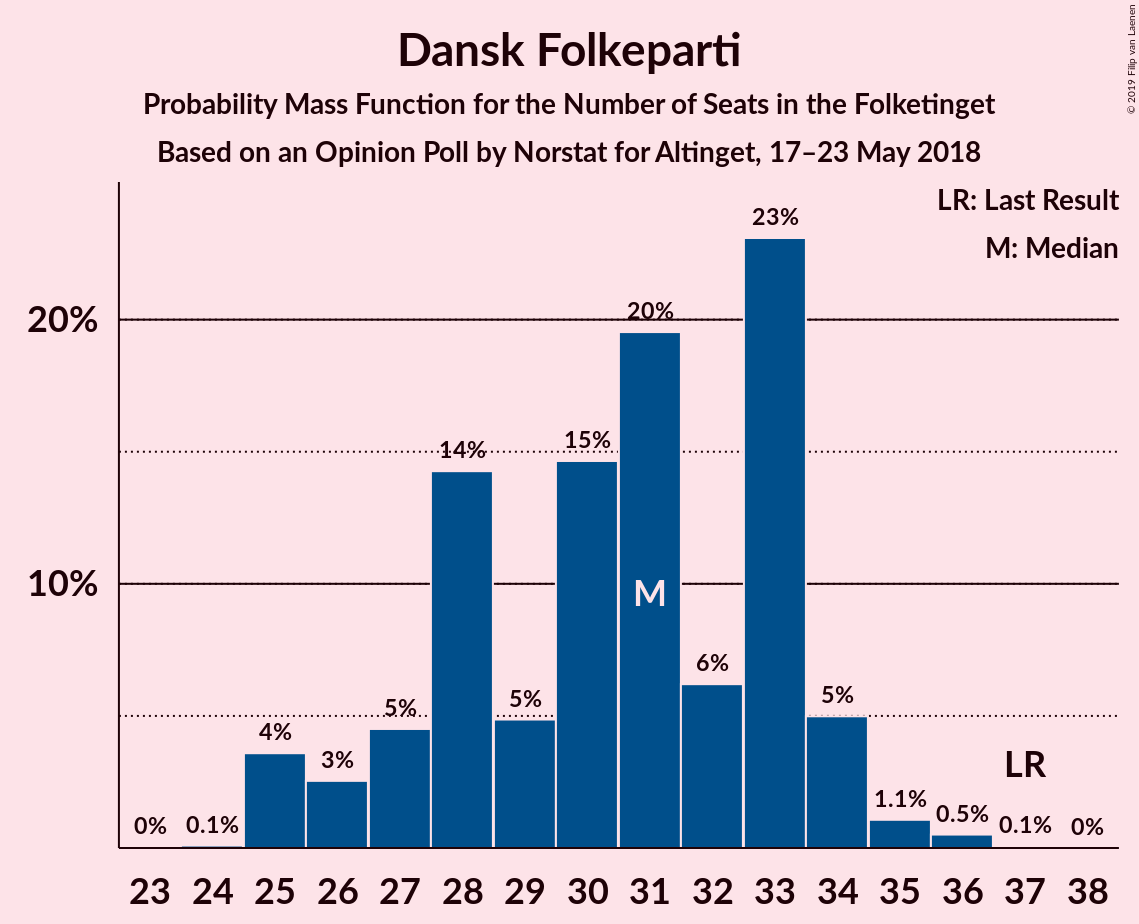 Dansk Folkeparti
Probability Mass Function for the Number of Seats in the Folketinget
Based on an Opinion Poll by Norstat for Altinget, 17–23 May 2018
© 2019 Filip van Laenen
LR: Last Result
M: Median
20%
10%
0%
0.1%
4%
3%
5%
14%
5%
15%
20%
M
6%
23%
5%
1.1%
0.5%
LR
0.1%
0%
23 24 25 26 27 28 29 30 31 32 33 34 35 36 37 38